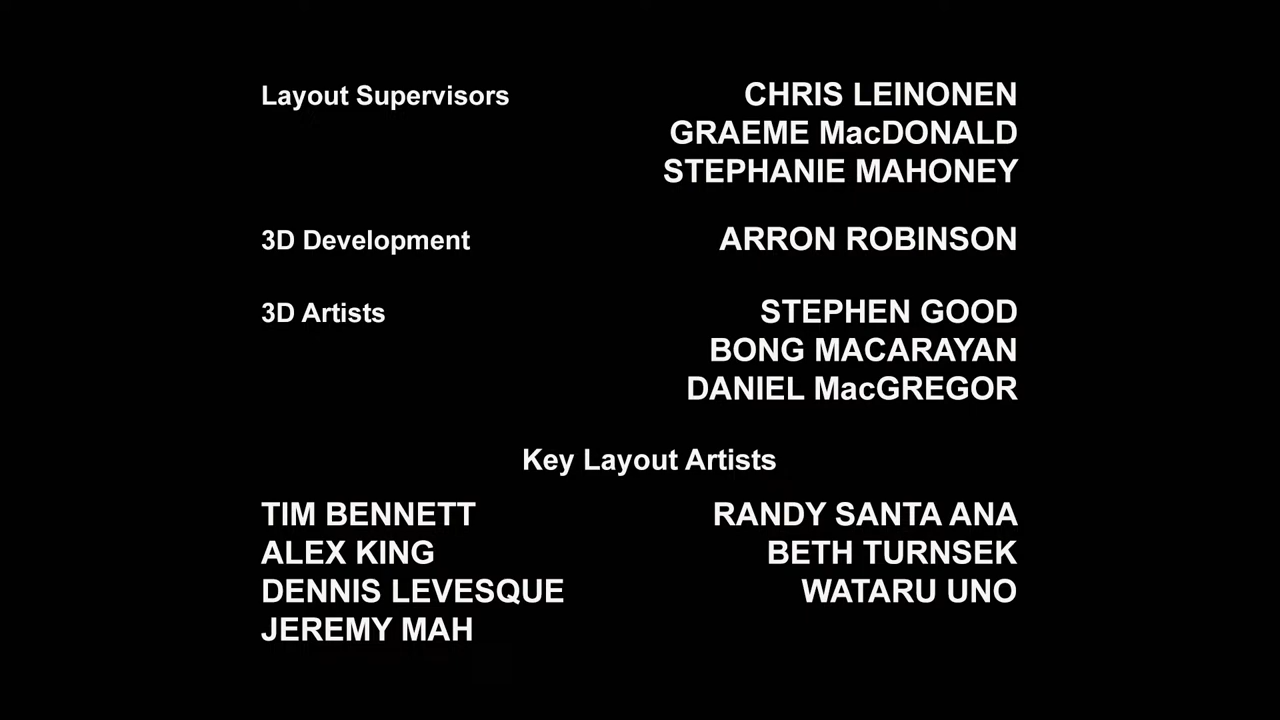 Layout Supervisors CHRIS LEINONEN
GRAEME MacDONALD
STEPHANIE MAHONEY
3D Development ARRON ROBINSON
3D Artists STEPHEN GOOD
BONG MACARAYAN
DANIEL MacGREGOR
Key Layout Artists
TIM BENNETT RANDY SANTA ANA
ALEX KING BETH TURNSEK
DENNIS LEVESQUE WATARU UNO
JEREMY MAH